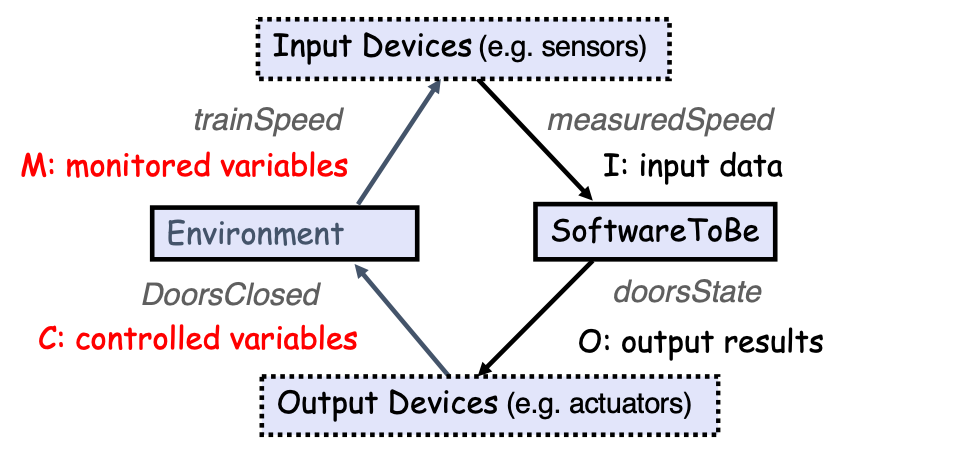 Input Devices (e.g. sensors)
trainSpeed
measuredSpeed
M: monitored variables
I: input data
Environment
SoftwareToBe
DoorsClosed
doorsState
C: controlled variables
O: output results
Output Devices (e.g. actuators)